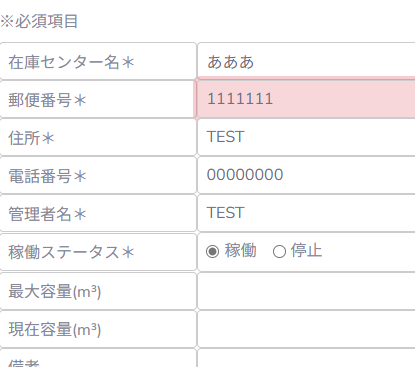 ※必須項目
在庫センター名＊ あああ
郵便番号＊ 1111111
住所＊ TEST
電話番号＊ 00000000
管理者名＊ TEST
稼働ステータス＊ 稼働 停止
最大容量(m³)
現在容量(m³)
備考